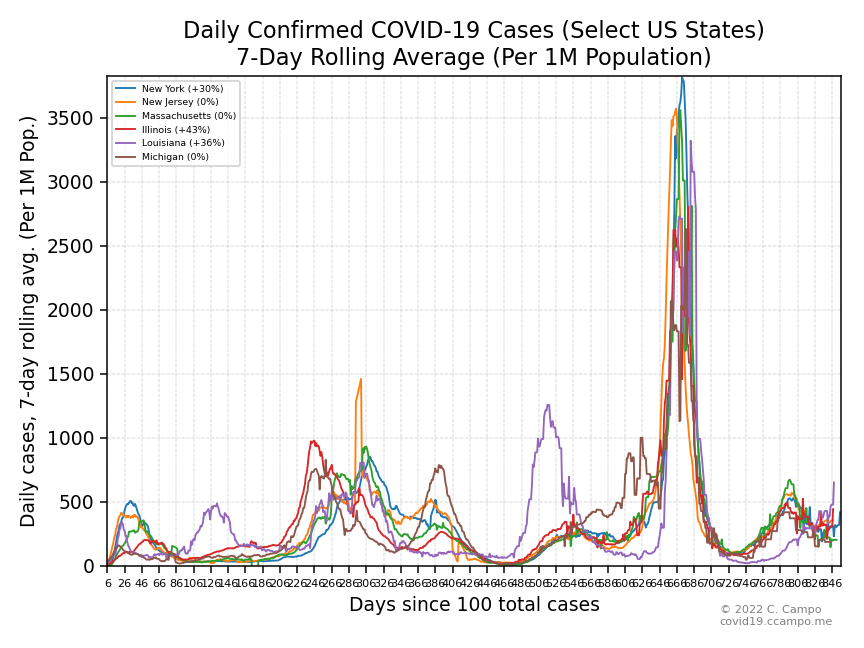 Daily Confirmed COVID-19 Cases (Select US States)
7-Day Rolling Average (Per 1M Population)
New York (+30%)
New Jersey (0%)
Massachusetts (0%)
Illinois (+43%)
Louisiana (+36%)
Michigan (0%)
Daily cases, 7-day rolling avg. (Per 1M Pop.)
3500
3000
2500
2000
1500
1000
500
0
6 26 46 66 86 106 126 146 166 186 206 226 246 266 286 306 326 346 366 386 406 426 446 466 486 506 526 546 566 586 606 626 646 666 686 706 726 746 766 786 806 826 846
Days since 100 total cases
© 2022 C. Campo
covid19.ccampo.me